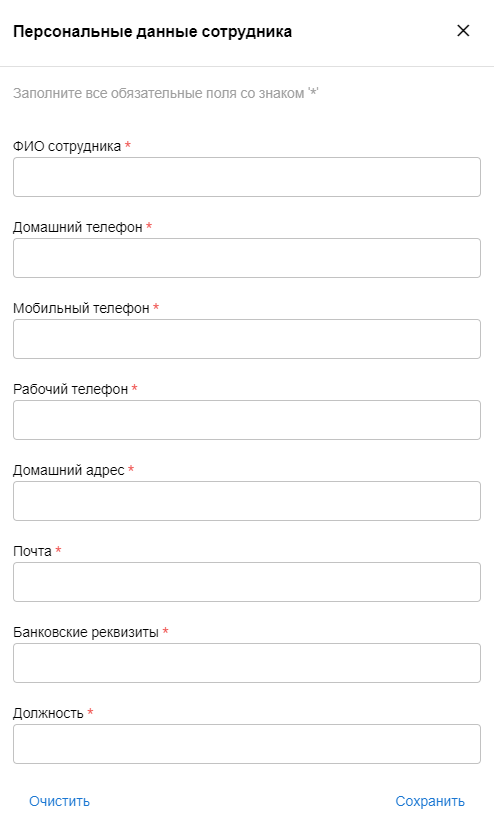 Персональные данные сотрудника
Заполните все обязательные поля со знаком '*'
ФИО сотрудника *
Домашний телефон *
Мобильный телефон *
Рабочий телефон *
Домашний адрес *
Почта *
Банковские реквизиты *
Должность *
Очистить Сохранить